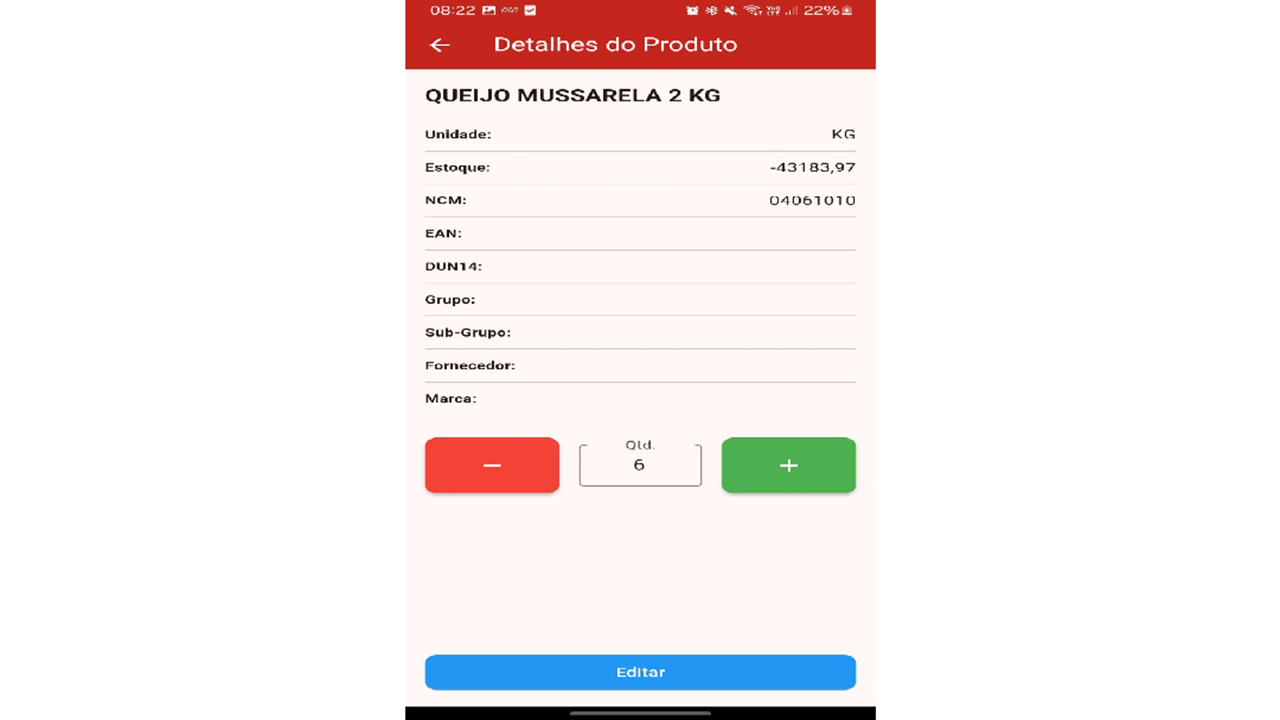 08:22 22%
Detalhes do Produto
QUEIJO MUSSARELA 2 KG
Unidade: KG
Estoque: -43183,97
NCM: 04061010
EAN:
DUN14:
Grupo:
Sub-Grupo:
Fornecedor:
Marca:
Qtd.
− 6 +
Editar